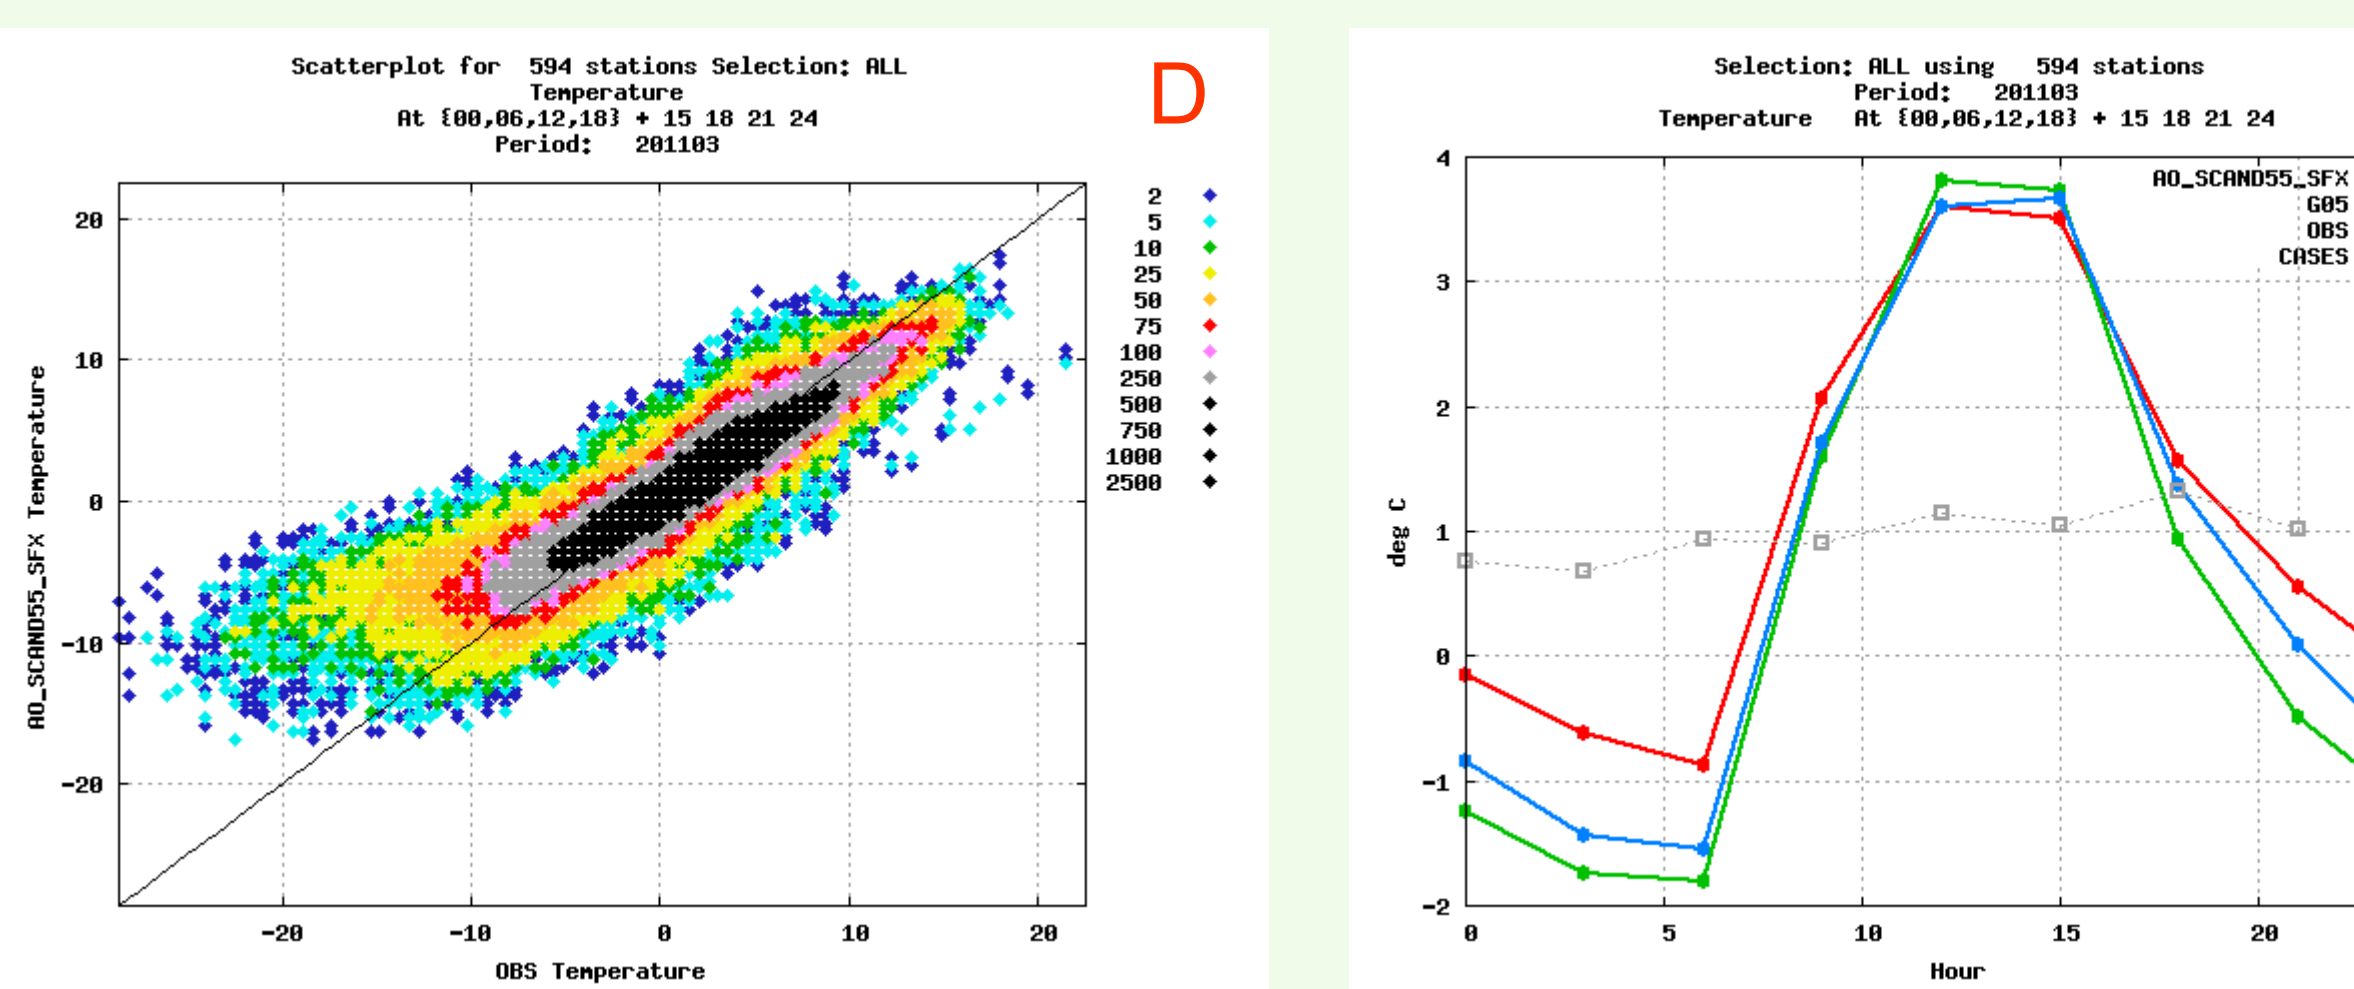 Scatterplot for 594 stations Selection: ALL
Temperature
At {00,06,12,18} + 15 18 21 24
Period: 201103
D
20
10
0
-10
-20
AO_SCAND55_SFX Temperature
-20 -10 0 10 20
OBS Temperature
2
5
10
25
50
75
100
250
500
750
1000
2500
Selection: ALL using 594 stations
Period: 201103
Temperature At {00,06,12,18} + 15 18 21 24
AO_SCAND55_SFX
G05
OBS
CASES
4
3
2
1
0
-1
-2
deg C
0 5 10 15 20
Hour